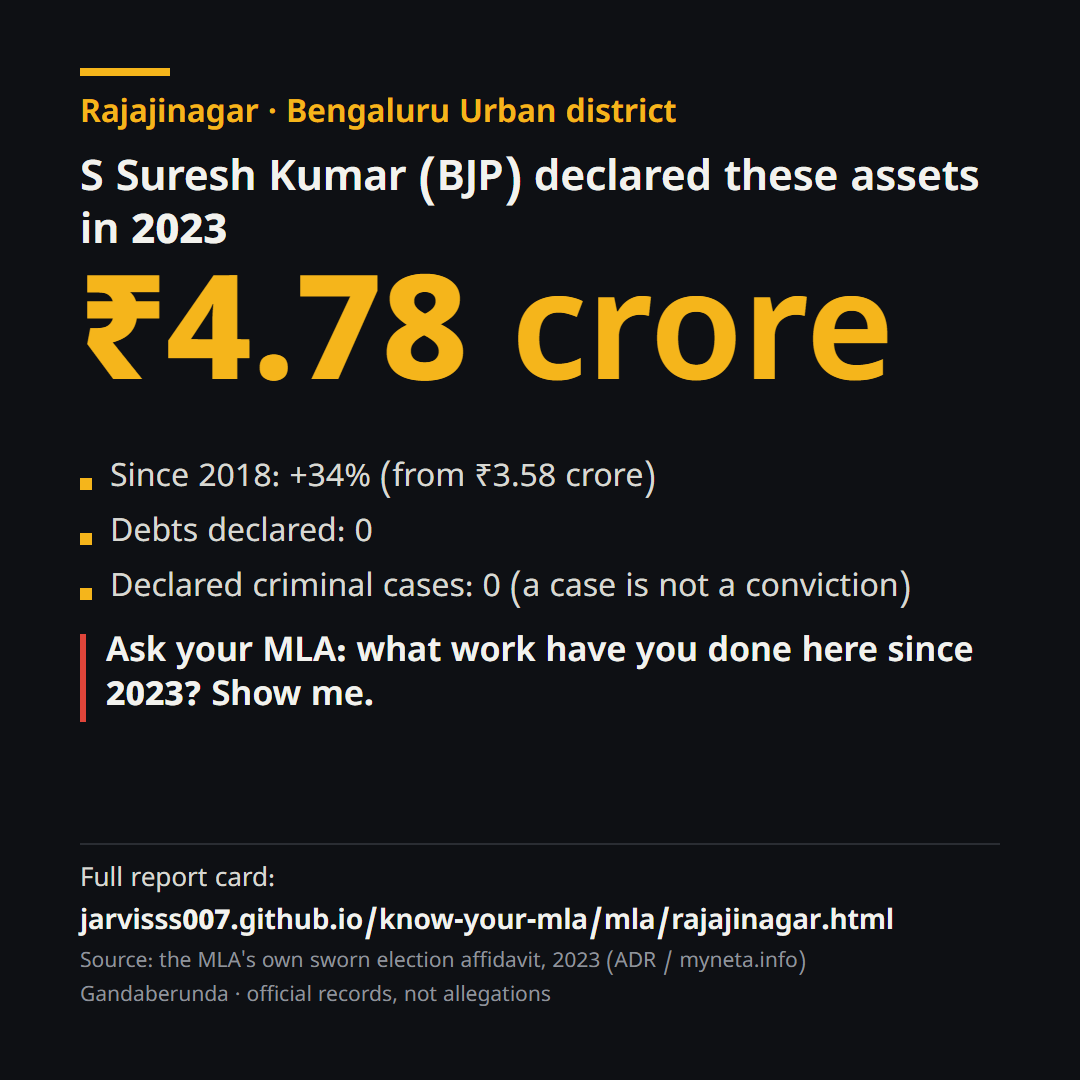 Rajajinagar · Bengaluru Urban district
S Suresh Kumar (BJP) declared these assets
in 2023
₹4.78 crore
Since 2018: +34% (from ₹3.58 crore)
Debts declared: 0
Declared criminal cases: 0 (a case is not a conviction)
Ask your MLA: what work have you done here since
2023? Show me.
Full report card:
jarvisss007.github.io/know-your-mla/mla/rajajinagar.html
Source: the MLA's own sworn election affidavit, 2023 (ADR / myneta.info)
Gandaberunda · official records, not allegations